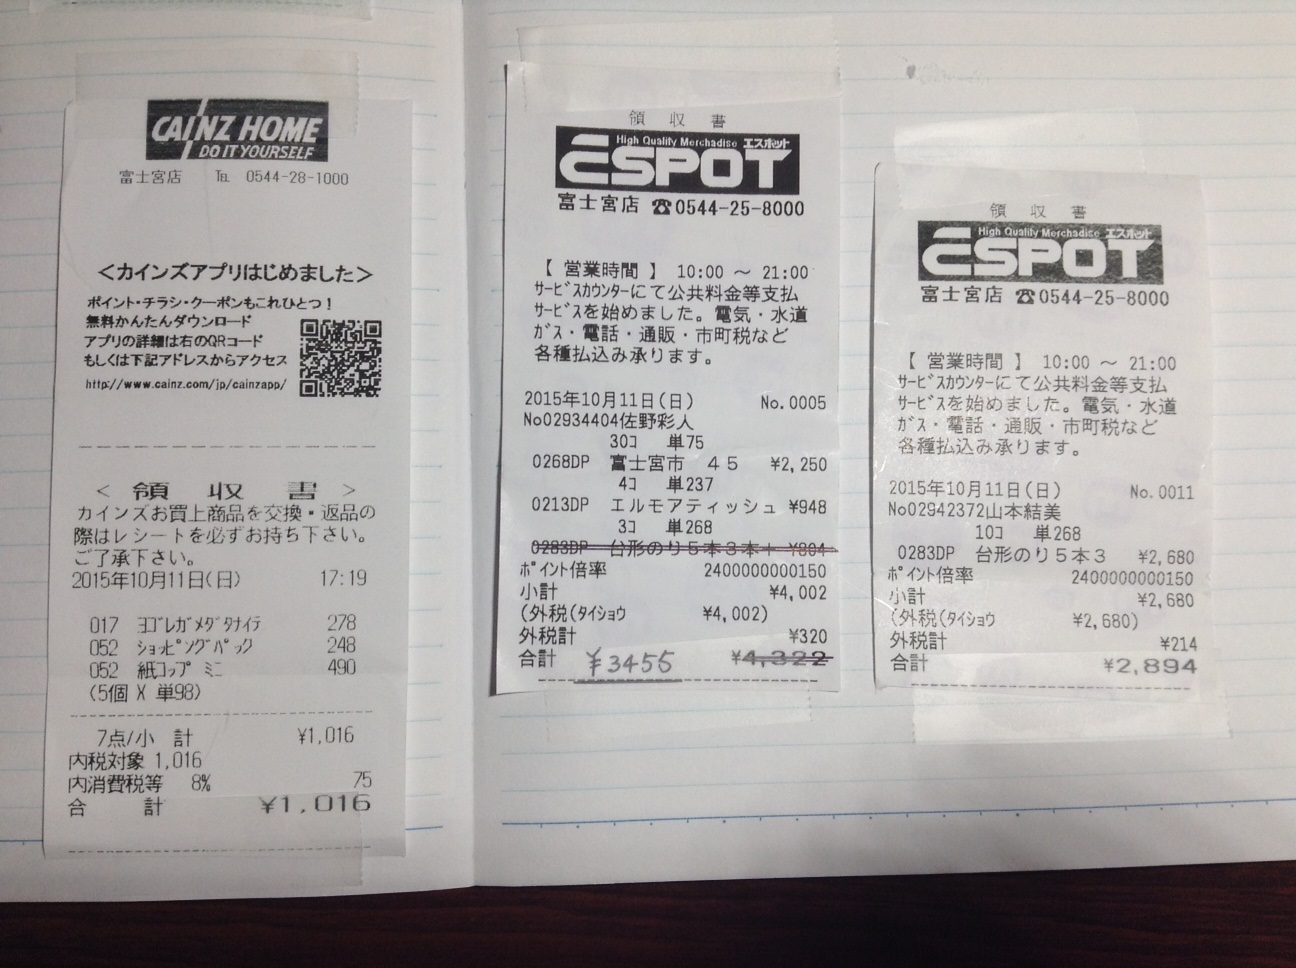 CAINZ HOME
DO IT YOURSELF
富士宮店 ℡ 0544-28-1000
<カインズアプリはじめました>
ポイント・チラシ・クーポンもこれひとつ！
無料かんたんダウンロード
アプリの詳細は右のQRコード
もしくは下記アドレスからアクセス
http://www.cainz.com/jp/cainzapp/
< 領 収 書 >
カインズお買上商品を交換・返品の
際はレシートを必ずお持ち下さい。
ご了承下さい。
2015年10月11日(日) 17:19
017 ﾖｺﾞﾚｶﾞﾒﾀﾞﾀﾅｲﾃ 278
052 ｼｮｯﾋﾟﾝｸﾞﾊﾞｯｸ 248
052 紙ｺｯﾌﾟ ﾐﾆ 490
(5個 X 単98)
7点/小 計 ¥1,016
内税対象 1,016
内消費税等 8% 75
合 計 ¥1,016
領 収 書
High Quality Merchadise エスポット
ESPOT
富士宮店 ☎0544-25-8000
【 営業時間 】 10:00 ～ 21:00
ｻｰﾋﾞｽｶｳﾝﾀｰにて公共料金等支払
ｻｰﾋﾞｽを始めました。電気・水道
ｶﾞｽ・電話・通販・市町税など
各種払込み承ります。
2015年10月11日(日) No.0005
No02934404佐野彩人
30コ 単75
0268DP 富士宮市 45 ¥2,250
4コ 単237
0213DP エルモアティッシュ ¥948
3コ 単268
0283DP 台形のり5本3本+ ¥804
ﾎﾟｲﾝﾄ倍率 2400000000150
小計 ¥4,002
(外税(ﾀｲｼｮｳ ¥4,002)
外税計 ¥320
合計 ¥3455 ¥4,322
領 収 書
High Quality Merchadise エスポット
ESPOT
富士宮店 ☎0544-25-8000
【 営業時間 】 10:00 ～ 21:00
ｻｰﾋﾞｽｶｳﾝﾀｰにて公共料金等支払
ｻｰﾋﾞｽを始めました。電気・水道
ｶﾞｽ・電話・通販・市町税など
各種払込み承ります。
2015年10月11日(日) No.0011
No02942372山本結美
10コ 単268
0283DP 台形のり5本3 ¥2,680
ﾎﾟｲﾝﾄ倍率 2400000000150
小計 ¥2,680
(外税(ﾀｲｼｮｳ ¥2,680)
外税計 ¥214
合計 ¥2,894